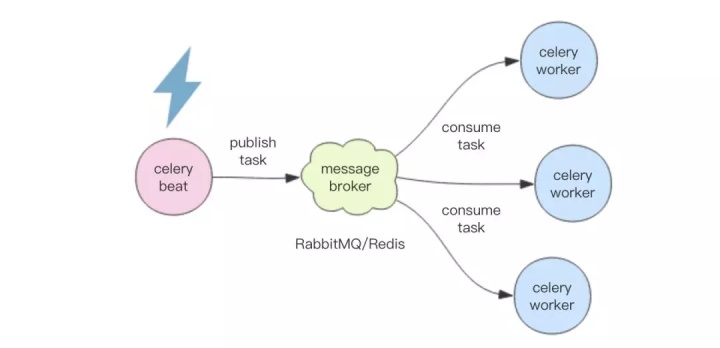 celery
beat
publish
task
message
broker
RabbitMQ/Redis
consume
task
consume
task
celery
worker
celery
worker
celery
worker